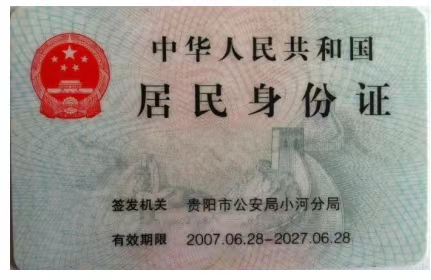 中华人民共和国
居民身份证
签发机关 贵阳市公安局小河分局
有效期限 2007.06.28-2027.06.28